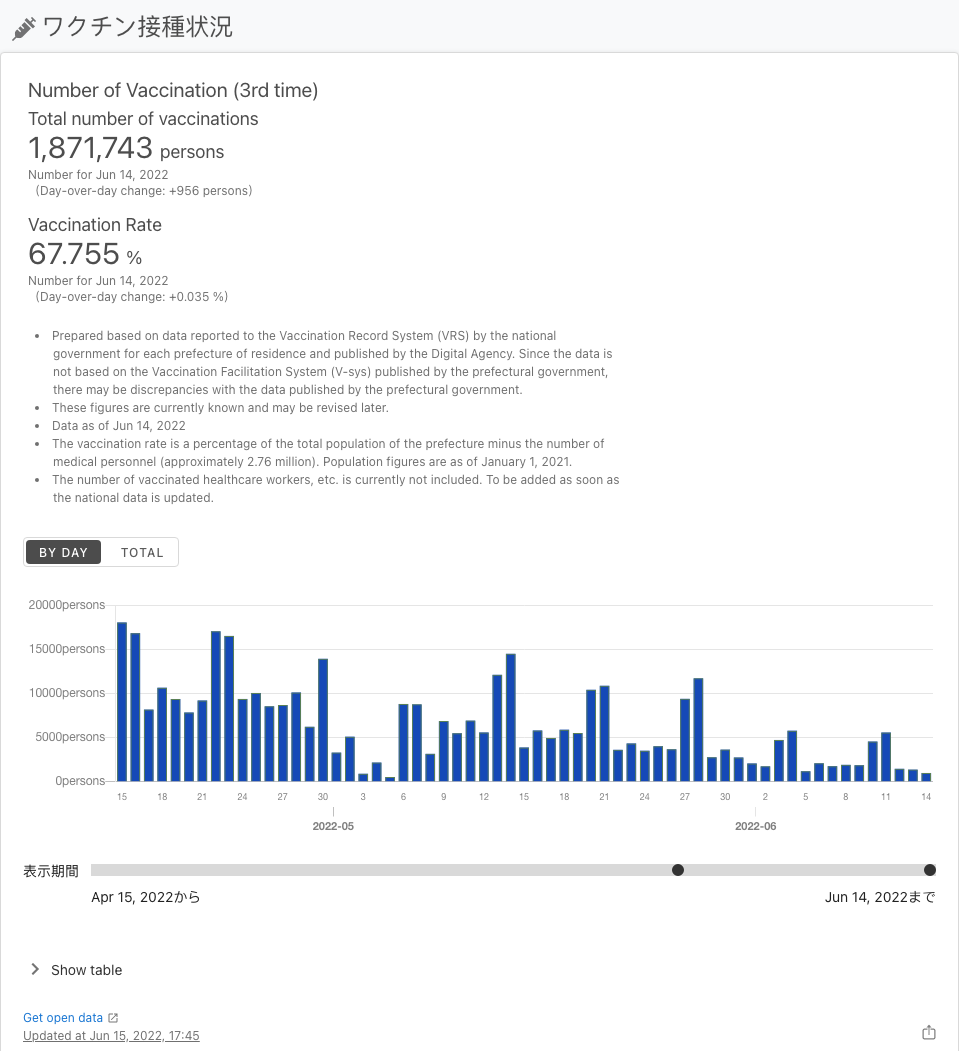 ワクチン接種状況
Number of Vaccination (3rd time)
Total number of vaccinations
1,871,743 persons
Number for Jun 14, 2022
(Day-over-day change: +956 persons)
Vaccination Rate
67.755 %
Number for Jun 14, 2022
(Day-over-day change: +0.035 %)
• Prepared based on data reported to the Vaccination Record System (VRS) by the national
government for each prefecture of residence and published by the Digital Agency. Since the data is
not based on the Vaccination Facilitation System (V-sys) published by the prefectural government,
there may be discrepancies with the data published by the prefectural government.
• These figures are currently known and may be revised later.
• Data as of Jun 14, 2022
• The vaccination rate is a percentage of the total population of the prefecture minus the number of
medical personnel (approximately 2.76 million). Population figures are as of January 1, 2021.
• The number of vaccinated healthcare workers, etc. is currently not included. To be added as soon as
the national data is updated.
BY DAY TOTAL
20000persons
15000persons
10000persons
5000persons
0persons
15 18 21 24 27 30 3 6 9 12 15 18 21 24 27 30 2 5 8 11 14
2022-05 2022-06
表示期間
Apr 15, 2022から Jun 14, 2022まで
Show table
Get open data
Updated at Jun 15, 2022, 17:45